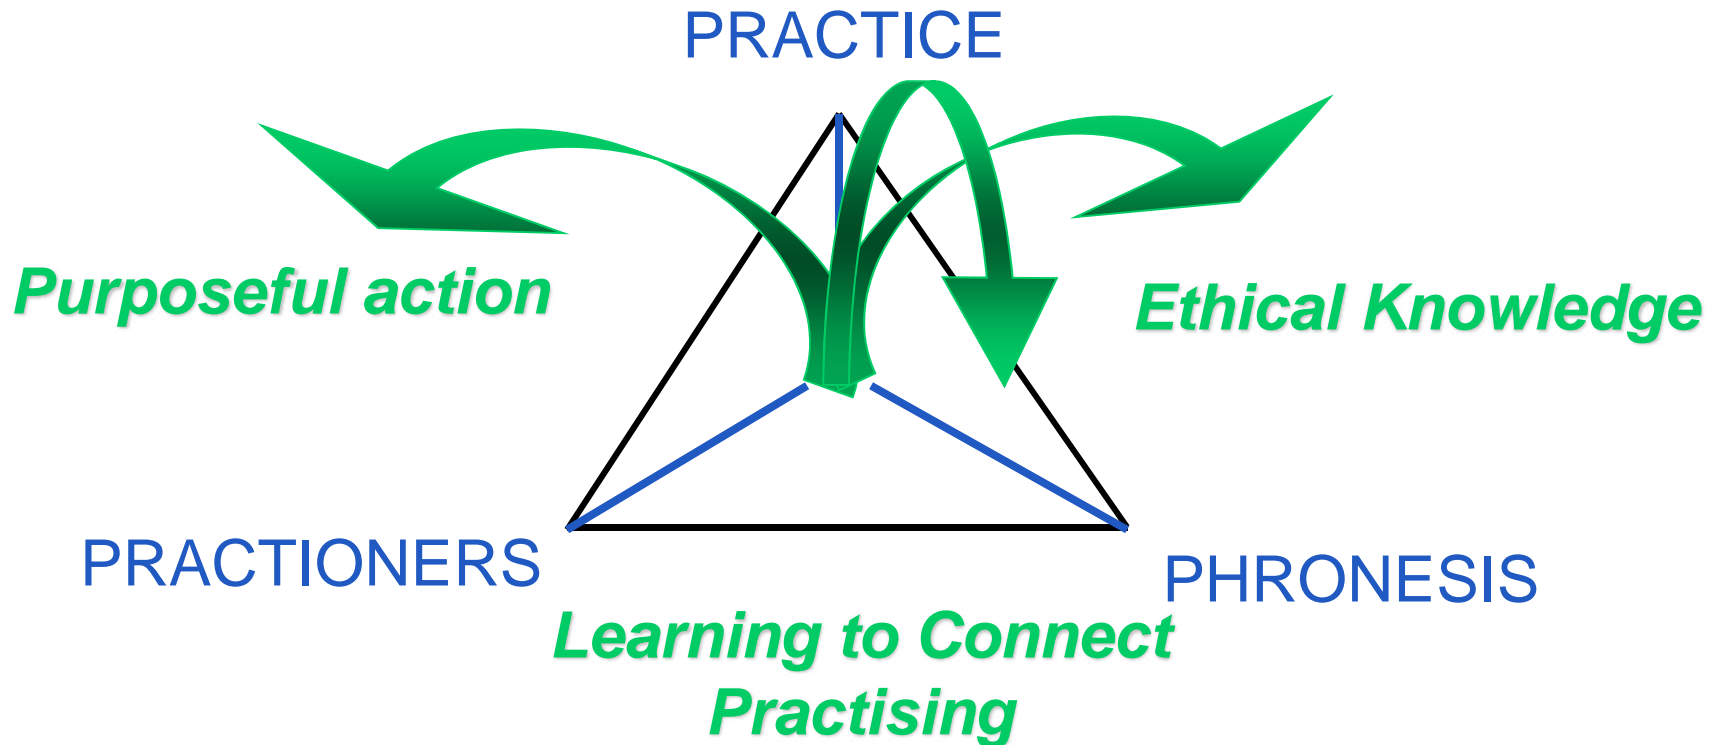 PRACTICE
Purposeful action
Ethical Knowledge
PRACTIONERS
PHRONESIS
Learning to Connect
Practising